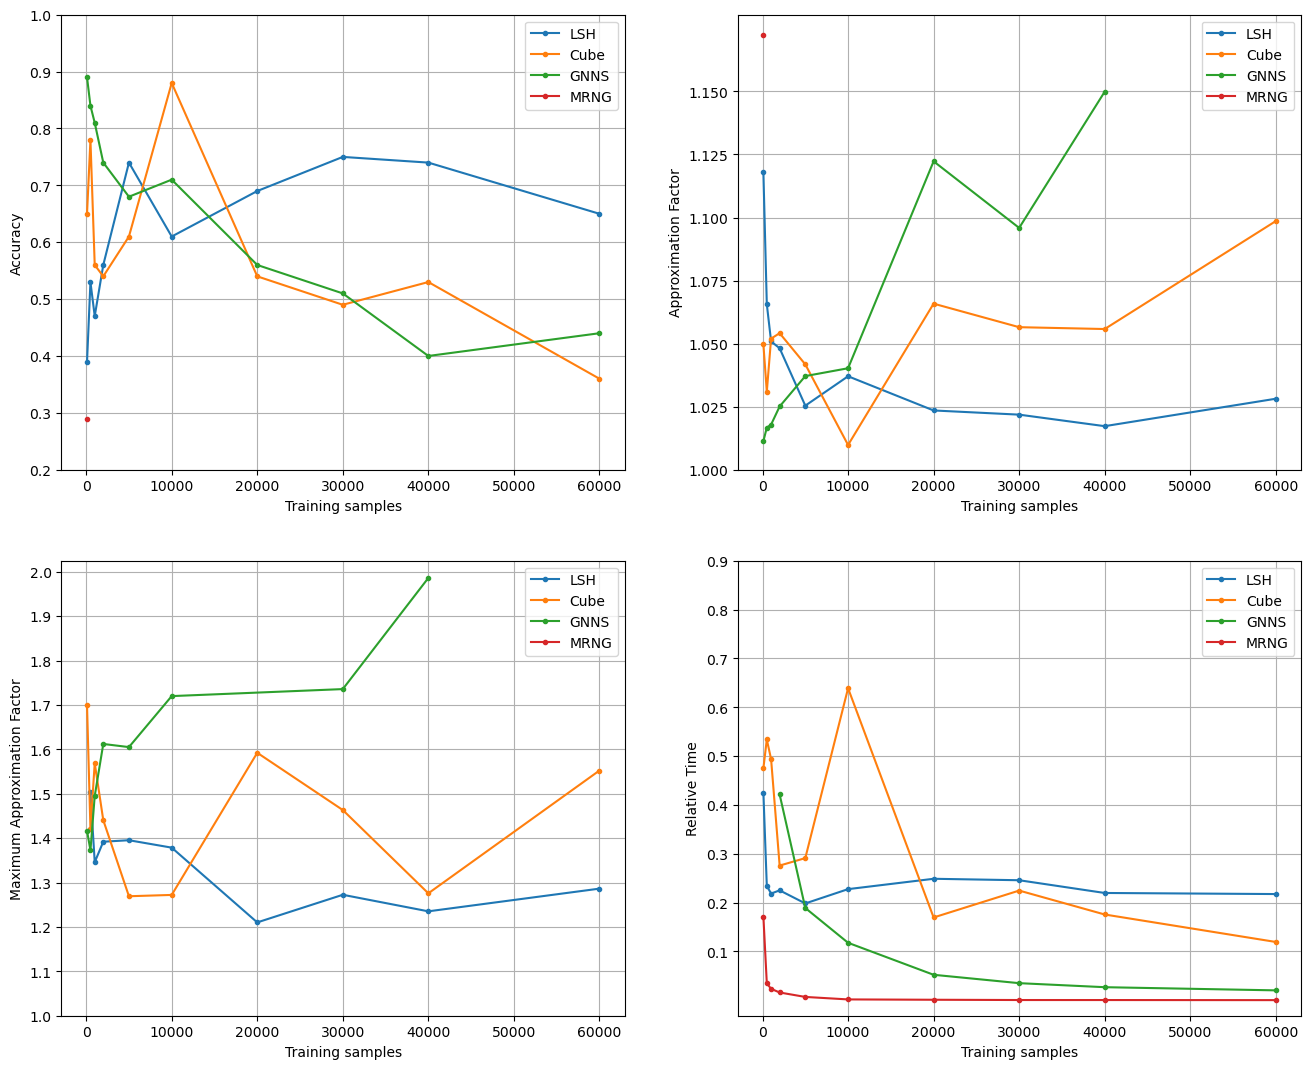 1.0
0.9
0.8
0.7
0.6
0.5
0.4
0.3
0.2
Accuracy
0 10000 20000 30000 40000 50000 60000
Training samples
LSH
Cube
GNNS
MRNG
1.150
1.125
1.100
1.075
1.050
1.025
1.000
Approximation Factor
0 10000 20000 30000 40000 50000 60000
Training samples
LSH
Cube
GNNS
MRNG
2.0
1.9
1.8
1.7
1.6
1.5
1.4
1.3
1.2
1.1
1.0
Maximum Approximation Factor
0 10000 20000 30000 40000 50000 60000
Training samples
LSH
Cube
GNNS
MRNG
0.9
0.8
0.7
0.6
0.5
0.4
0.3
0.2
0.1
Relative Time
0 10000 20000 30000 40000 50000 60000
Training samples
LSH
Cube
GNNS
MRNG